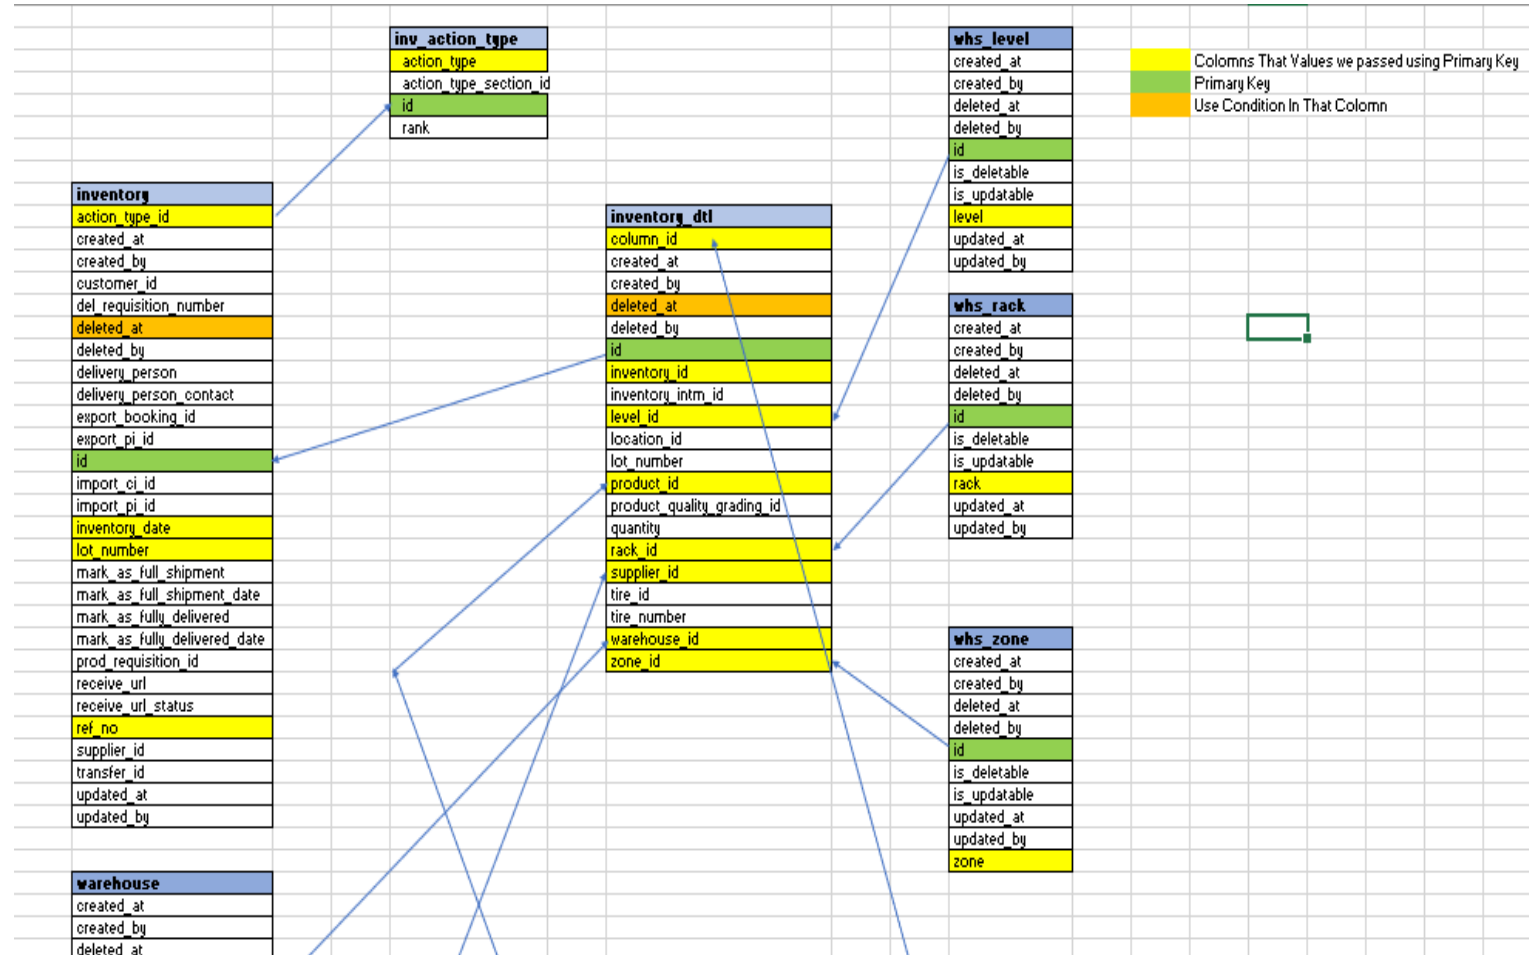 inv_action_type
action_type
action_type_section_id
id
rank
inventory
action_type_id
created_at
created_by
customer_id
del_requisition_number
deleted_at
deleted_by
delivery_person
delivery_person_contact
export_booking_id
export_pi_id
id
import_ci_id
import_pi_id
inventory_date
lot_number
mark_as_full_shipment
mark_as_full_shipment_date
mark_as_fully_delivered
mark_as_fully_delivered_date
prod_requisition_id
receive_url
receive_url_status
ref_no
supplier_id
transfer_id
updated_at
updated_by
warehouse
created_at
created_by
deleted_at
inventory_dtl
column_id
created_at
created_by
deleted_at
deleted_by
id
inventory_id
inventory_intm_id
level_id
location_id
lot_number
product_id
product_quality_grading_id
quantity
rack_id
supplier_id
tire_id
tire_number
warehouse_id
zone_id
whs_level
created_at
created_by
deleted_at
deleted_by
id
is_deletable
is_updatable
level
updated_at
updated_by
whs_rack
created_at
created_by
deleted_at
deleted_by
id
is_deletable
is_updatable
rack
updated_at
updated_by
whs_zone
created_at
created_by
deleted_at
deleted_by
id
is_deletable
is_updatable
updated_at
updated_by
zone
Colomns That Values we passed using Primary Key
Primary Key
Use Condition In That Colomn